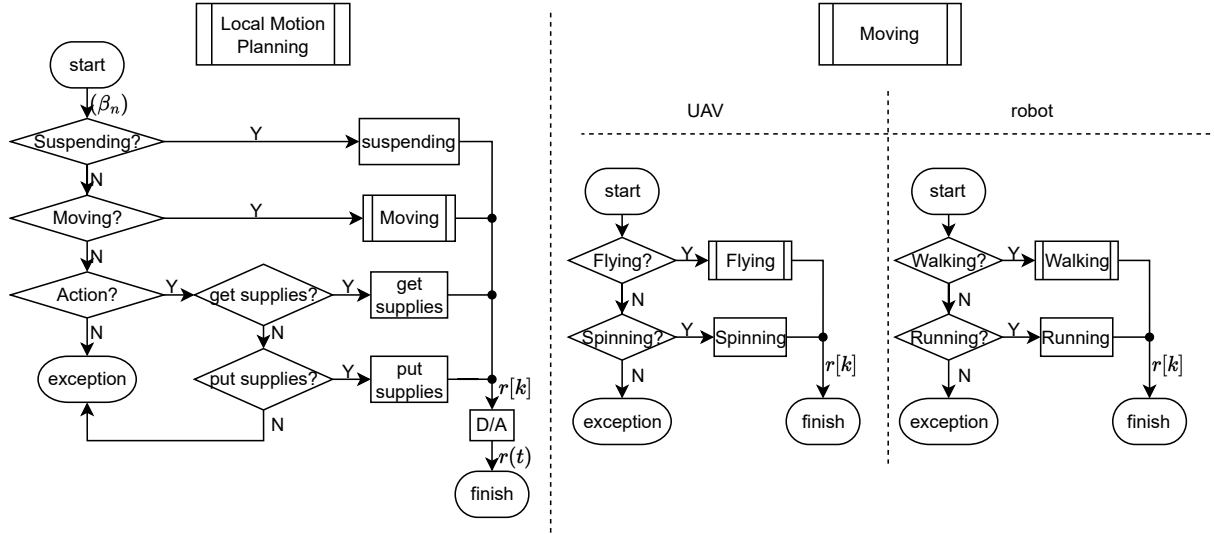 Local Motion
Planning
start
(βₙ)
Suspending?
Y
suspending
N
Moving?
Y
Moving
N
Action?
Y
get supplies?
Y
get
supplies
N
N
exception
put supplies?
Y
put
supplies
r[k]
N
D/A
r(t)
finish
Moving
UAV
robot
start
Flying?
Y
Flying
N
Spinning?
Y
Spinning
N
r[k]
exception
finish
start
Walking?
Y
Walking
N
Running?
Y
Running
N
r[k]
exception
finish